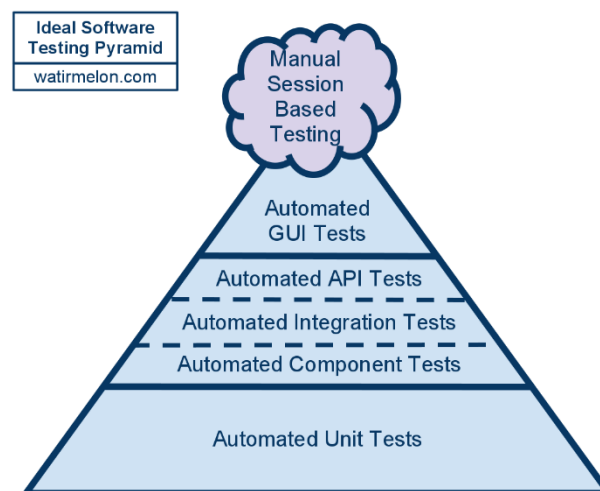 Ideal Software
Testing Pyramid
watirmelon.com
Manual
Session
Based
Testing
Automated
GUI Tests
Automated API Tests
Automated Integration Tests
Automated Component Tests
Automated Unit Tests